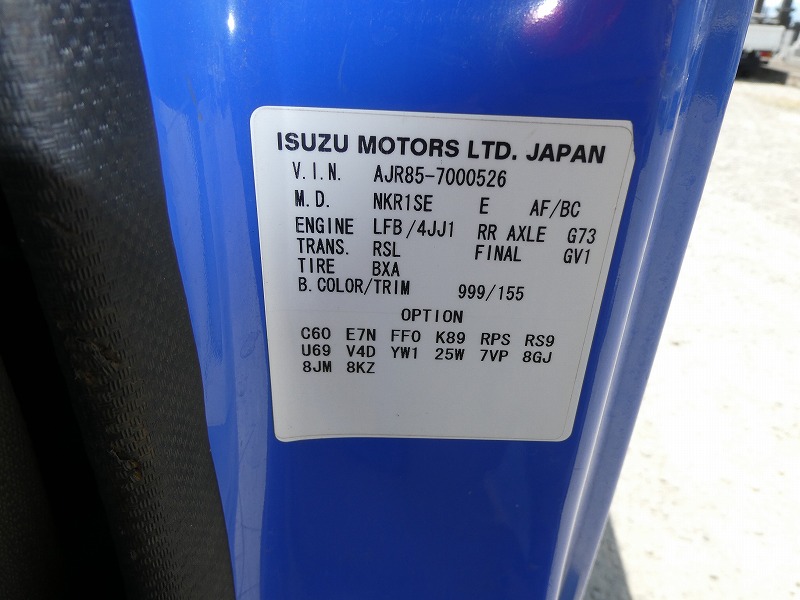 ISUZU MOTORS LTD. JAPAN
V.I.N. AJR85-7000526
M.D. NKR1SE E AF/BC
ENGINE LFB/4JJ1 RR AXLE G73
TRANS. RSL FINAL GV1
TIRE BXA
B.COLOR/TRIM 999/155
OPTION
C60 E7N FF0 K89 RPS RS9
U69 V4D YW1 25W 7VP 8GJ
8JM 8KZ